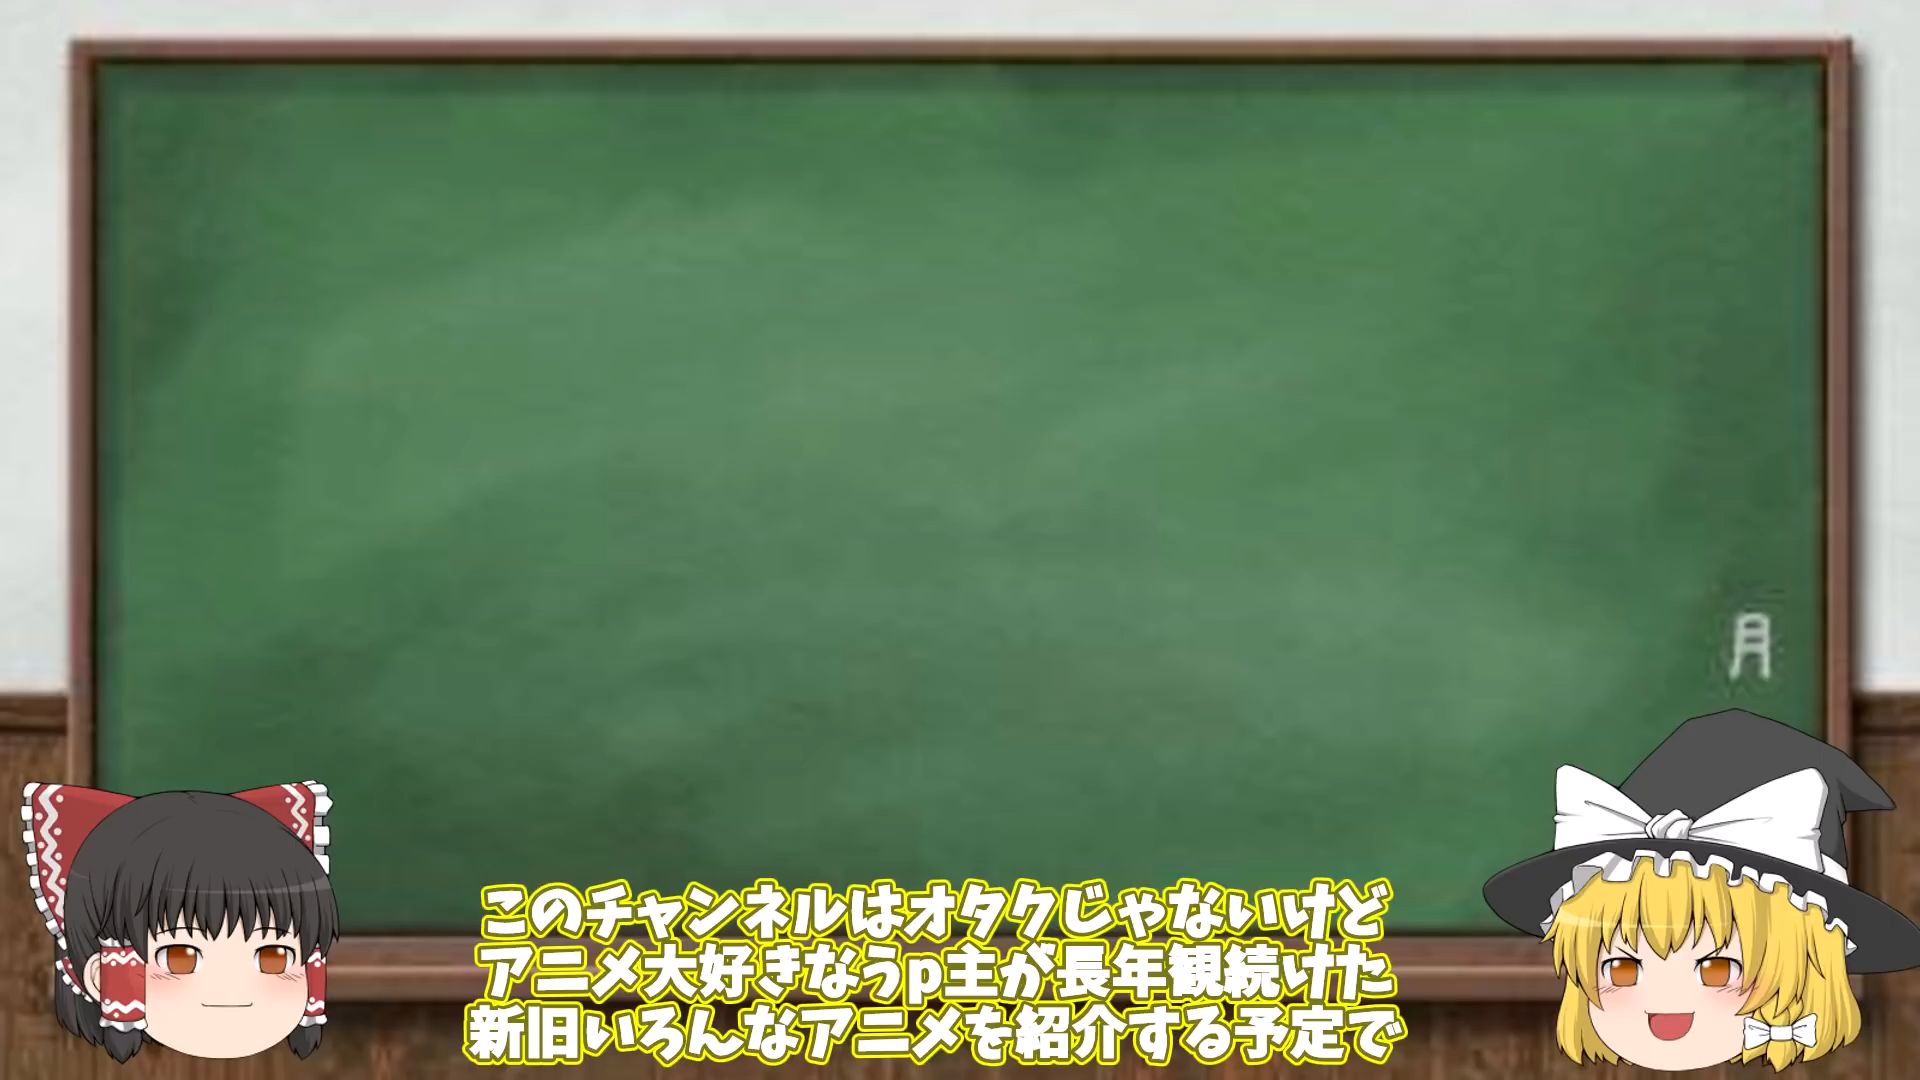 月
このチャンネルはオタクじゃないけど
アニメ大好きなうp主が長年観続けた
新旧いろんなアニメを紹介する予定で